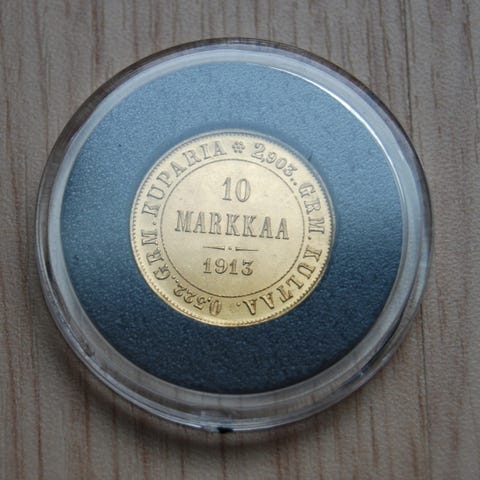 10
MARKKAA
1913
2,903.. GRM. KULTAA.
0,322.. GRM. KUPARIA